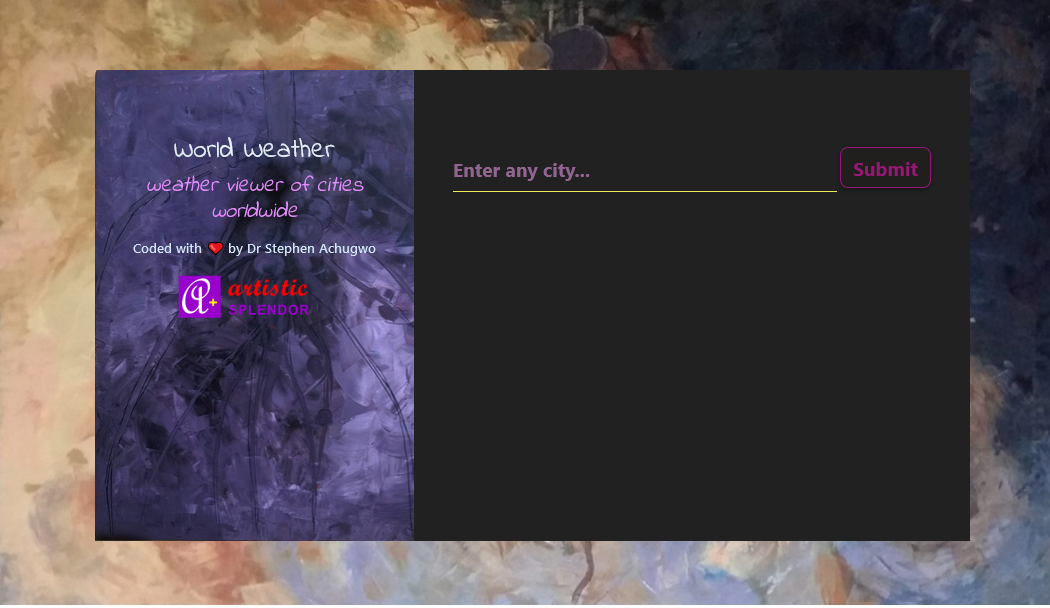 World Weather
weather viewer of cities
worldwide
Coded with ❤️ by Dr Stephen Achugwo
A+ artistic
SPLENDOR
Enter any city...
Submit